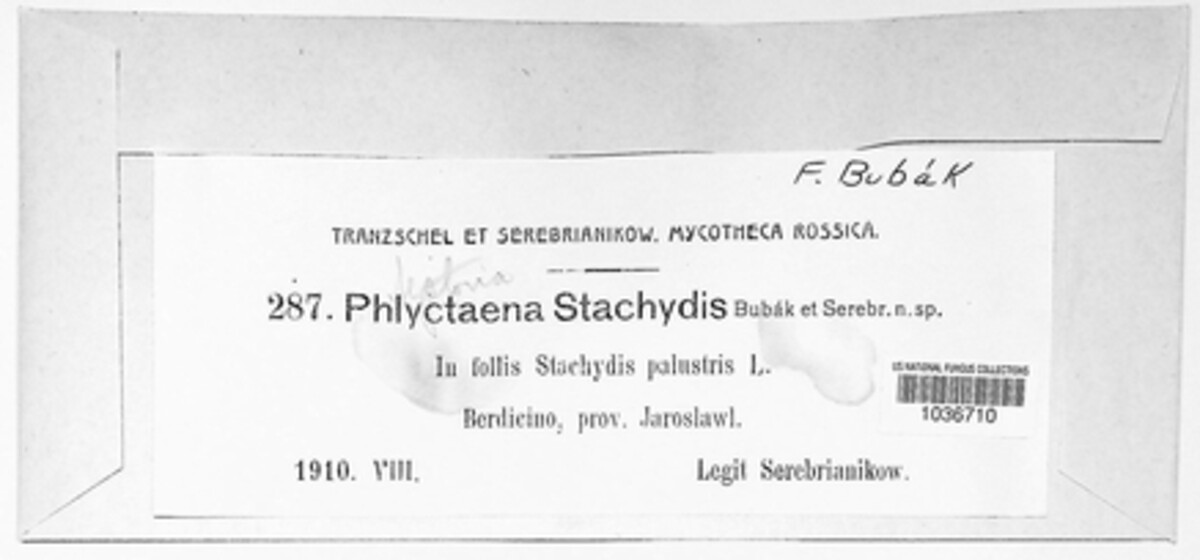 F. Bubák
TRANZSCHEL ET SEREBRIANIKOW. MYCOTHECA ROSSICA.
287. Phlyctaena Stachydis Bubák et Serebr. n. sp.
In follis Stachydis palustris L.
Berdicino, prov. Jaroslawl.
US NATIONAL FUNGUS COLLECTIONS
1036710
1910. VIII. Legit Serebrianikow.